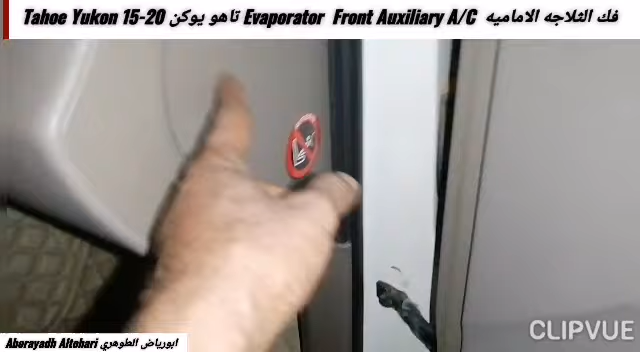 فك الثلاجه الاماميه Evaporator Front Auxiliary A/C تاهو يوكن Tahoe Yukon 15-20
CLIPVUE
Aborayadh Altohari ابورياض الطوهري